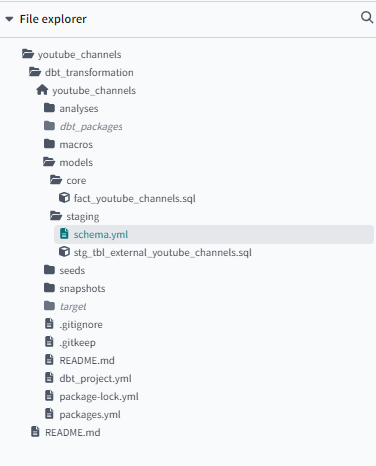 File explorer
youtube_channels
dbt_transformation
youtube_channels
analyses
dbt_packages
macros
models
core
fact_youtube_channels.sql
staging
schema.yml
stg_tbl_external_youtube_channels.sql
seeds
snapshots
target
.gitignore
.gitkeep
README.md
dbt_project.yml
package-lock.yml
packages.yml
README.md